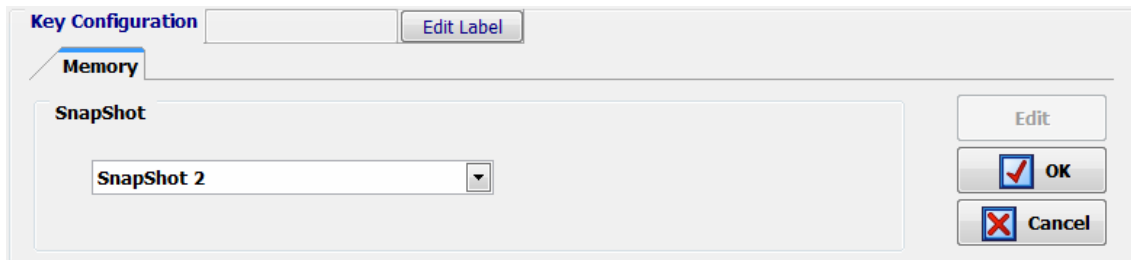 Key Configuration Edit Label
Memory
SnapShot
Edit
SnapShot 2
OK
Cancel